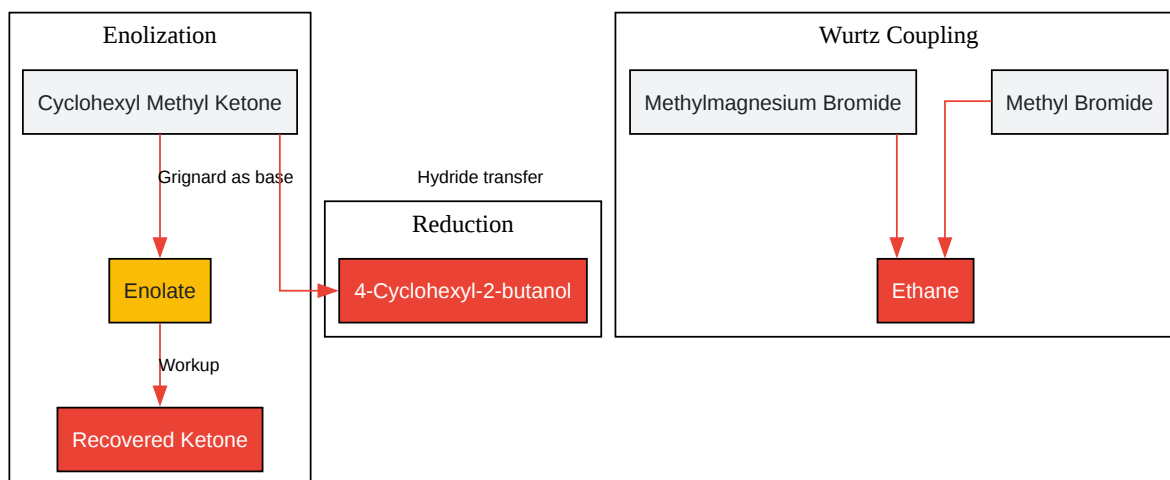 Enolization
Wurtz Coupling
Cyclohexyl Methyl Ketone
Methylmagnesium Bromide
Methyl Bromide
Grignard as base
Hydride transfer
Reduction
Enolate
4-Cyclohexyl-2-butanol
Ethane
Workup
Recovered Ketone